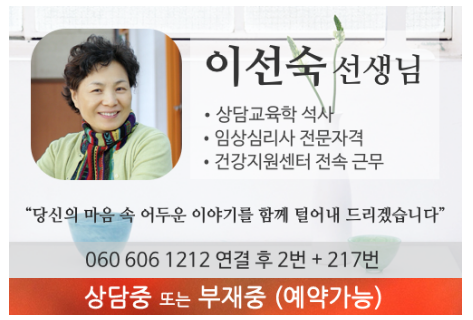 이선숙 선생님
• 상담교육학 석사
• 임상심리사 전문자격
• 건강지원센터 전속 근무
“당신의 마음 속 어두운 이야기를 함께 털어내 드리겠습니다”
060 606 1212 연결 후 2번 + 217번
상담중 또는 부재중 (예약가능)